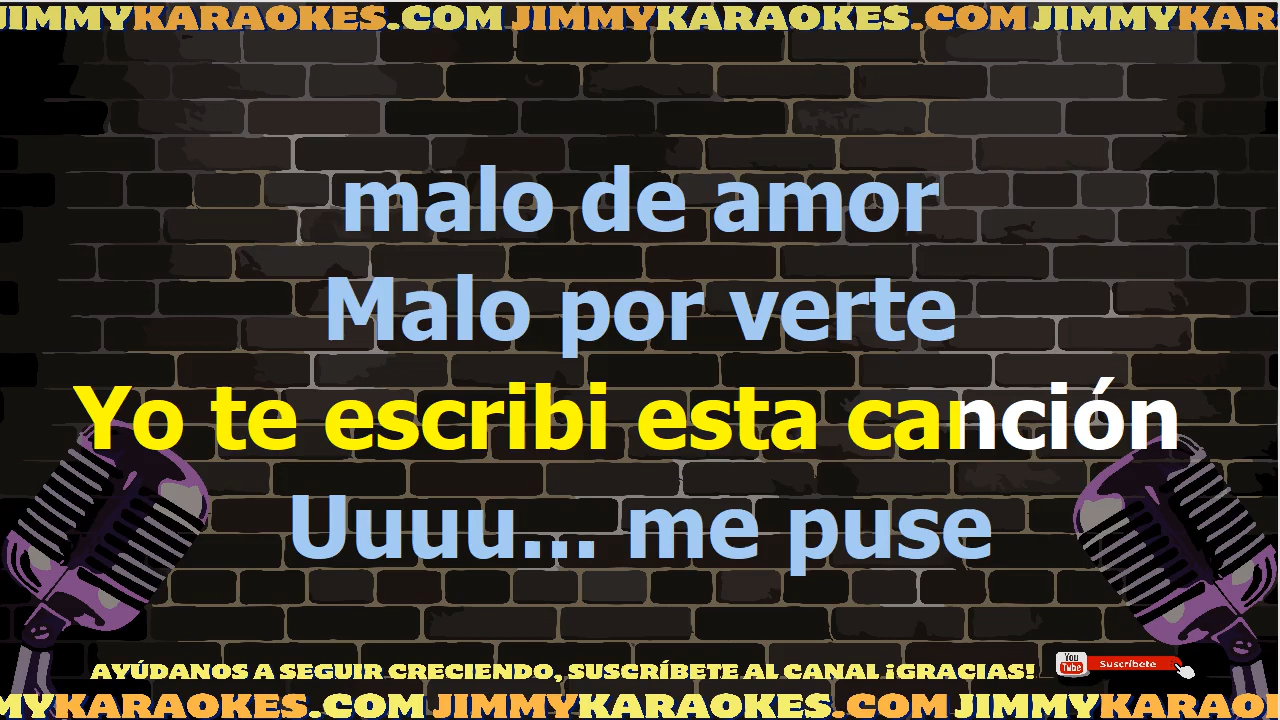 JIMMYKARAOKES.COM JIMMYKARAOKES.COM JIMMYKAR
malo de amor
Malo por verte
Yo te escribi esta canción
Uuuu... me puse
AYÚDANOS A SEGUIR CRECIENDO, SUSCRÍBETE AL CANAL ¡GRACIAS!
You Tube Suscríbete
MYKARAOKES.COM JIMMYKARAOKES.COM JIMMYKARAO